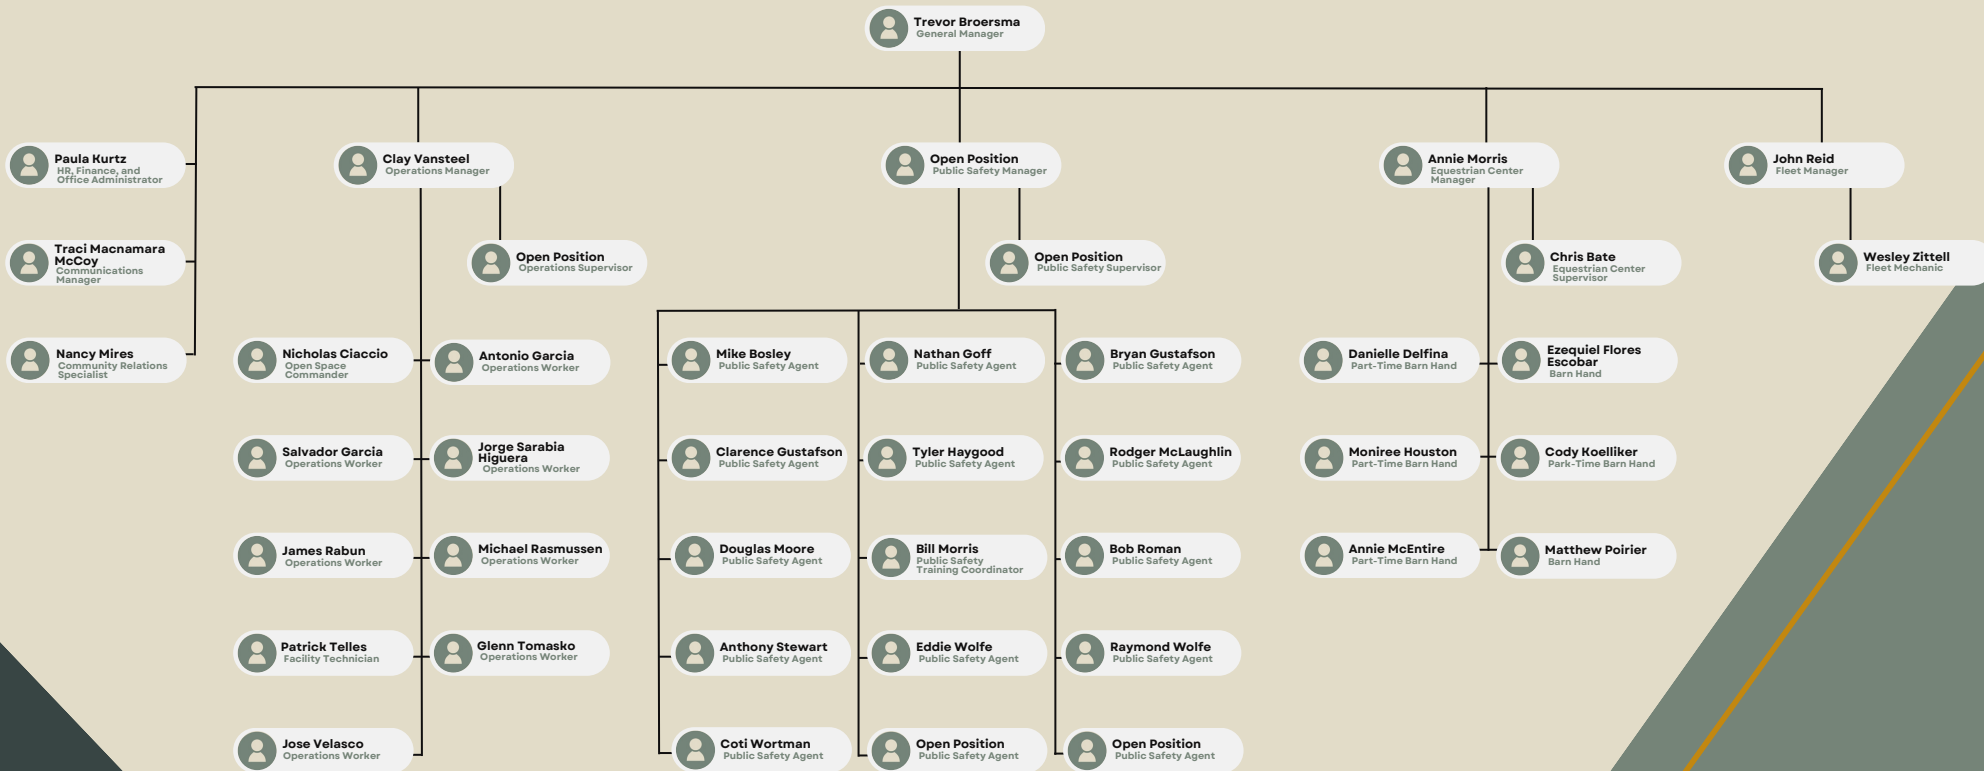 Trevor Broersma
General Manager
Paula Kurtz
HR, Finance, and
Office Administrator
Clay Vansteel
Operations Manager
Open Position
Public Safety Manager
Annie Morris
Equestrian Center
Manager
John Reid
Fleet Manager
Traci Macnamara
McCoy
Communications
Manager
Open Position
Operations Supervisor
Open Position
Public Safety Supervisor
Chris Bate
Equestrian Center
Supervisor
Wesley Zittell
Fleet Mechanic
Nancy Mires
Community Relations
Specialist
Nicholas Ciaccio
Open Space
Commander
Antonio Garcia
Operations Worker
Mike Bosley
Public Safety Agent
Nathan Goff
Public Safety Agent
Bryan Gustafson
Public Safety Agent
Danielle Delfina
Part-Time Barn Hand
Ezequiel Flores
Escobar
Barn Hand
Salvador Garcia
Operations Worker
Jorge Sarabia
Higuera
Operations Worker
Clarence Gustafson
Public Safety Agent
Tyler Haygood
Public Safety Agent
Rodger McLaughlin
Public Safety Agent
Moniree Houston
Part-Time Barn Hand
Cody Koelliker
Park-Time Barn Hand
James Rabun
Operations Worker
Michael Rasmussen
Operations Worker
Douglas Moore
Public Safety Agent
Bill Morris
Public Safety
Training Coordinator
Bob Roman
Public Safety Agent
Annie McEntire
Part-Time Barn Hand
Matthew Poirier
Barn Hand
Patrick Telles
Facility Technician
Glenn Tomasko
Operations Worker
Anthony Stewart
Public Safety Agent
Eddie Wolfe
Public Safety Agent
Raymond Wolfe
Public Safety Agent
Jose Velasco
Operations Worker
Coti Wortman
Public Safety Agent
Open Position
Public Safety Agent
Open Position
Public Safety Agent